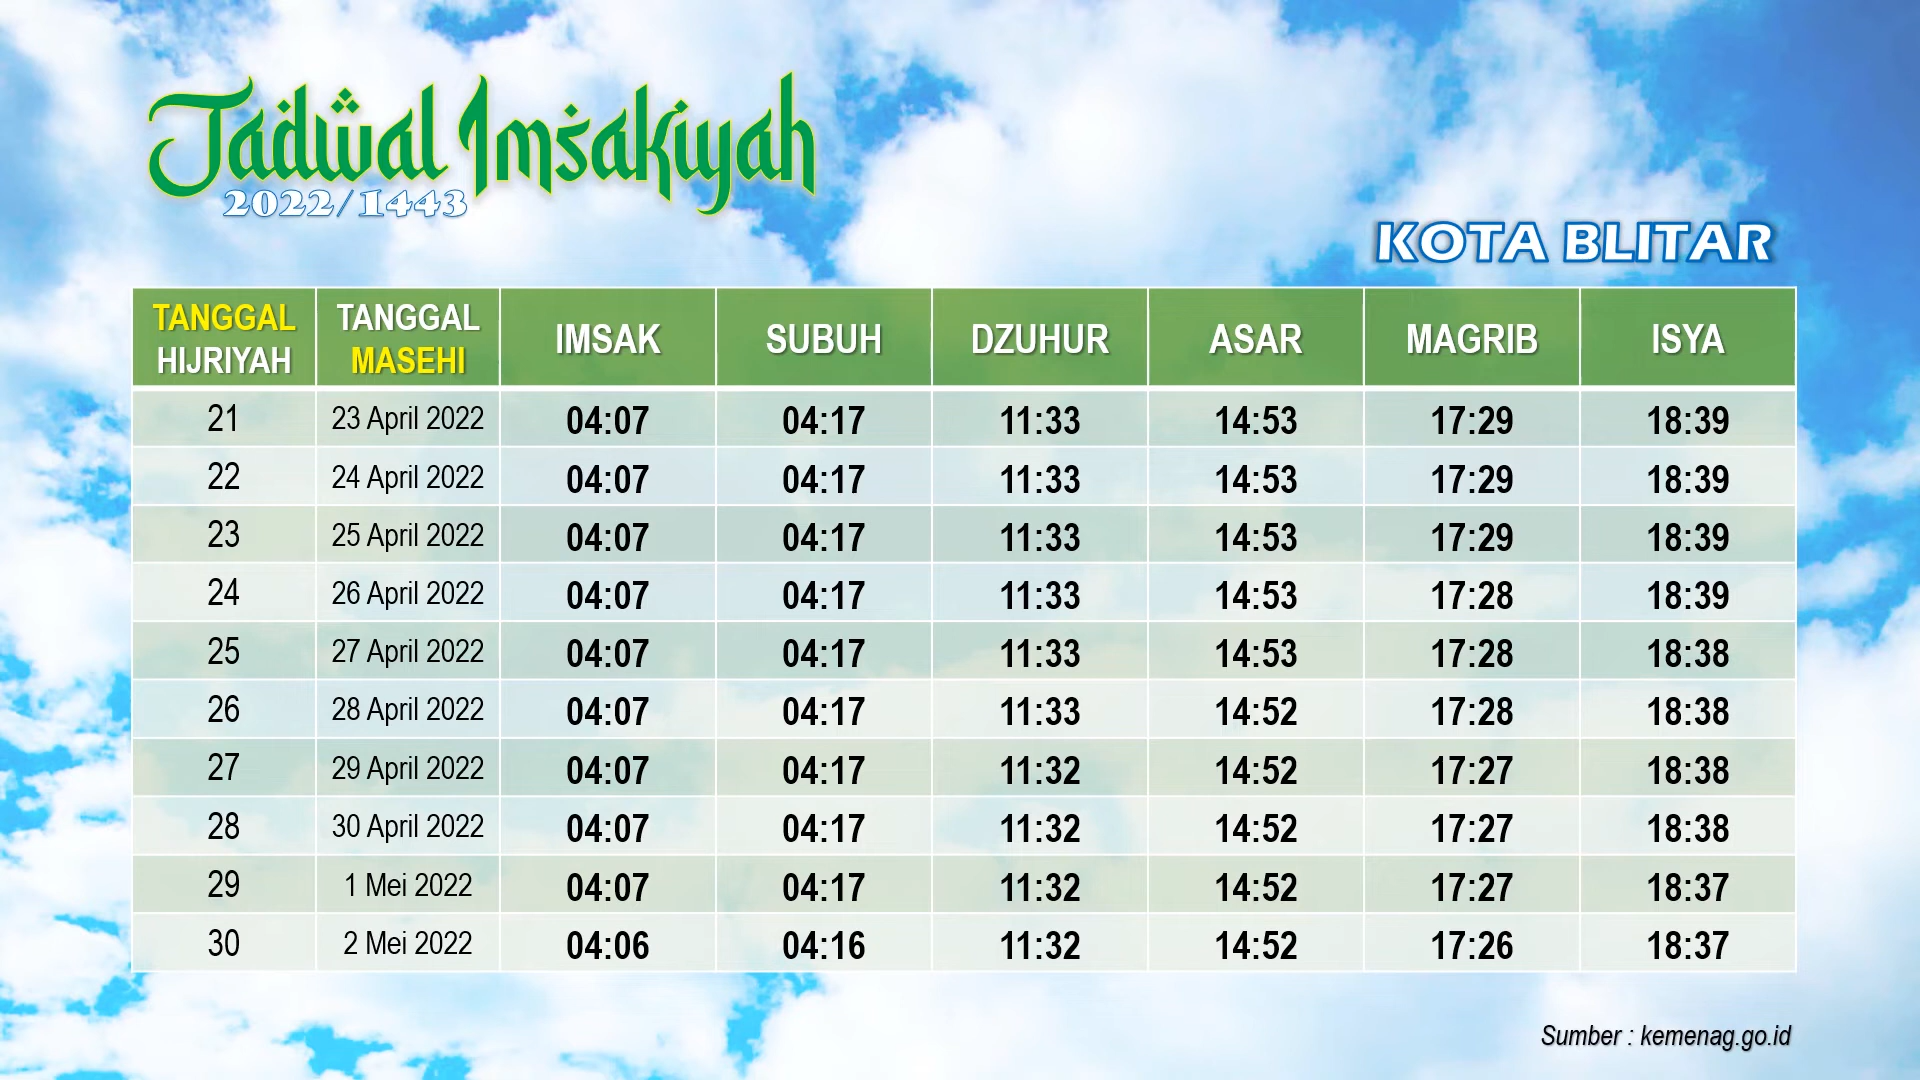 Jadwal Imsakiyah
2022/1443
KOTA BLITAR
TANGGAL HIJRIYAH TANGGAL MASEHI IMSAK SUBUH DZUHUR ASAR MAGRIB ISYA
21 23 April 2022 04:07 04:17 11:33 14:53 17:29 18:39
22 24 April 2022 04:07 04:17 11:33 14:53 17:29 18:39
23 25 April 2022 04:07 04:17 11:33 14:53 17:29 18:39
24 26 April 2022 04:07 04:17 11:33 14:53 17:28 18:39
25 27 April 2022 04:07 04:17 11:33 14:53 17:28 18:38
26 28 April 2022 04:07 04:17 11:33 14:52 17:28 18:38
27 29 April 2022 04:07 04:17 11:32 14:52 17:27 18:38
28 30 April 2022 04:07 04:17 11:32 14:52 17:27 18:38
29 1 Mei 2022 04:07 04:17 11:32 14:52 17:27 18:37
30 2 Mei 2022 04:06 04:16 11:32 14:52 17:26 18:37
Sumber : kemenag.go.id